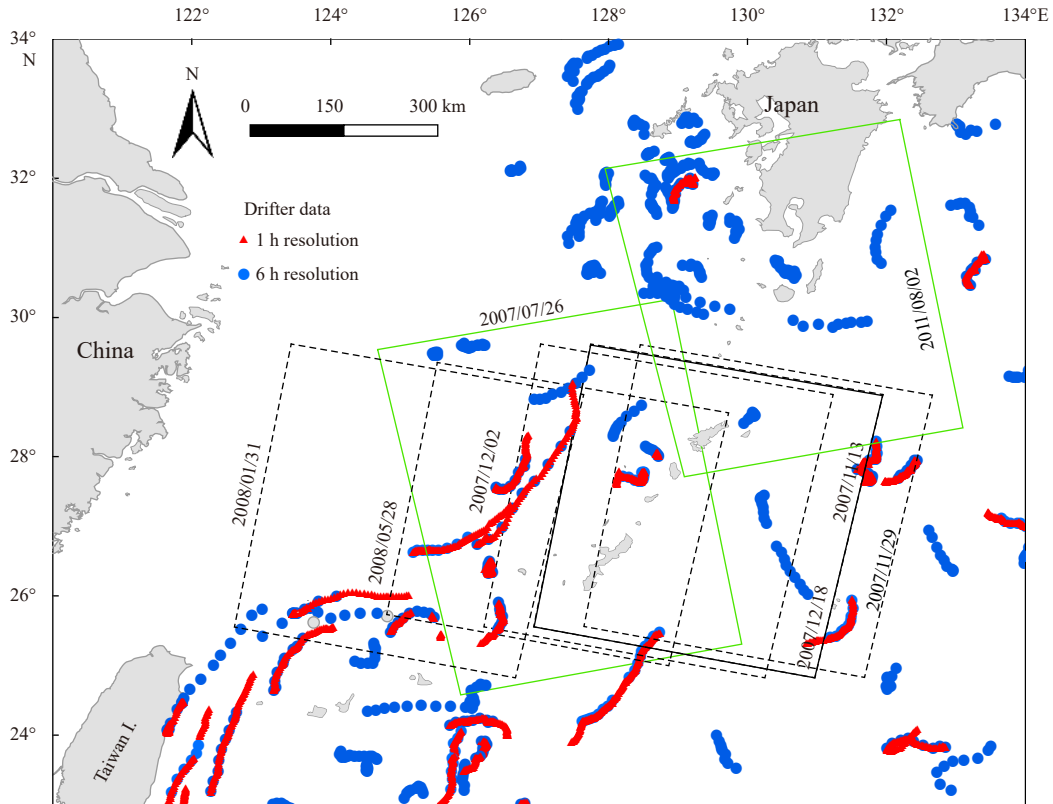 122° 124° 126° 128° 130° 132° 134°E
34°
N
32°
30°
28°
26°
24°
N
0 150 300 km
Drifter data
1 h resolution
6 h resolution
Japan
China
Taiwan I.
2007/07/26
2011/08/02
2008/01/31
2008/05/28
2007/12/02
2007/11/13
2007/11/29
2007/12/18